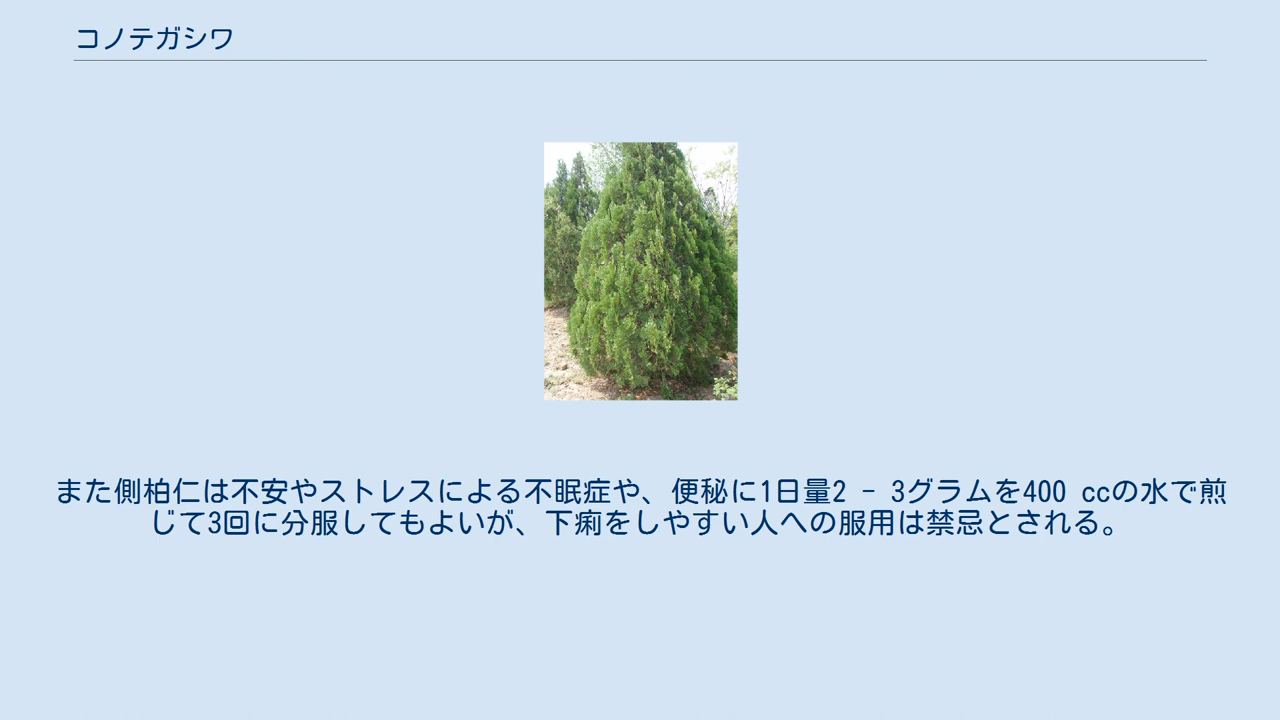 コノテガシワ
また側柏仁は不安やストレスによる不眠症や、便秘に1日量2 - 3グラムを400 ccの水で煎
じて3回に分服してもよいが、下痢をしやすい人への服用は禁忌とされる。